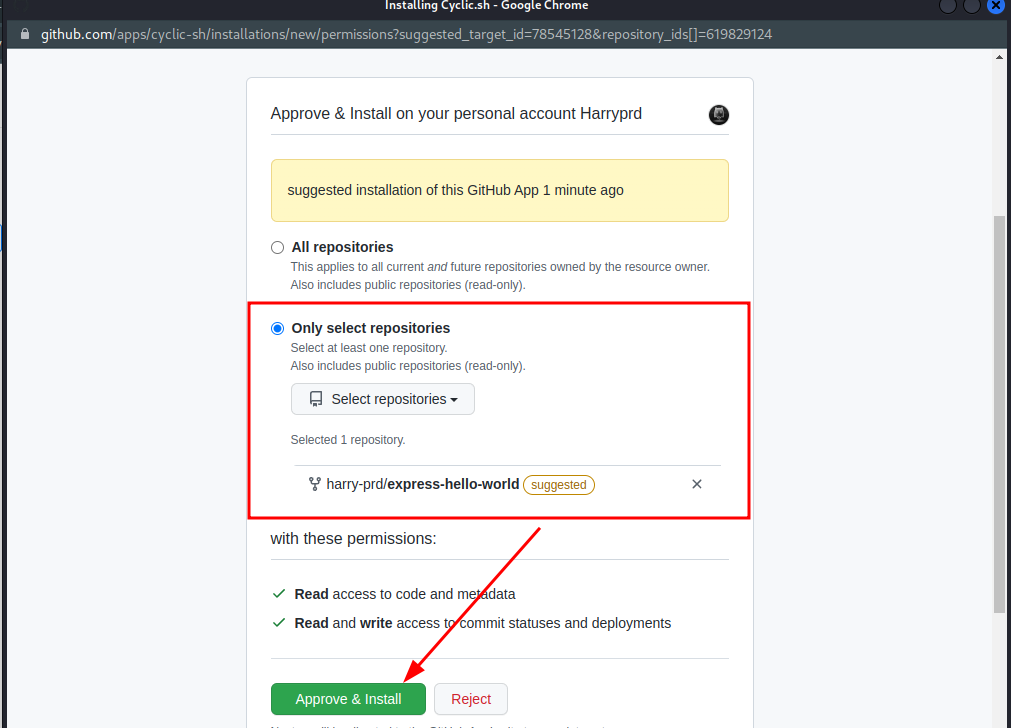 Installing Cyclic.sh - Google Chrome
github.com/apps/cyclic-sh/installations/new/permissions?suggested_target_id=78545128&repository_ids[]=619829124
Approve & Install on your personal account Harryprd
suggested installation of this GitHub App 1 minute ago
All repositories
This applies to all current and future repositories owned by the resource owner.
Also includes public repositories (read-only).
Only select repositories
Select at least one repository.
Also includes public repositories (read-only).
Select repositories
Selected 1 repository.
harry-prd/express-hello-world suggested
with these permissions:
Read access to code and metadata
Read and write access to commit statuses and deployments
Approve & Install Reject